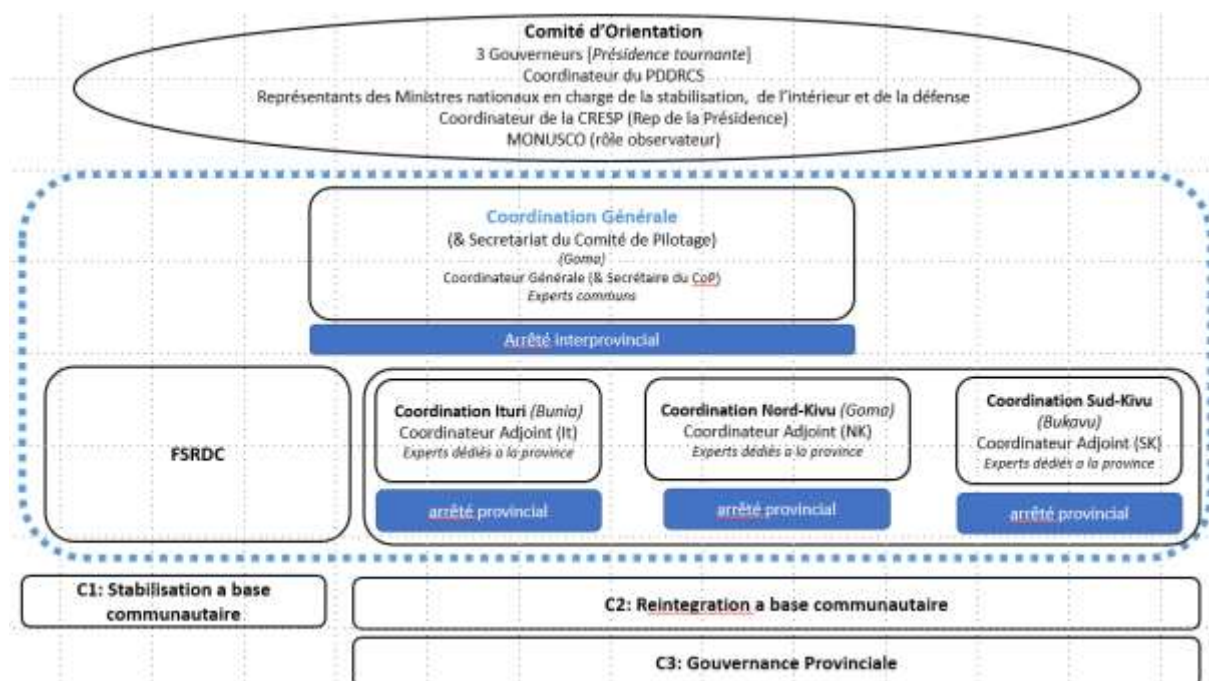 Comité d'Orientation
3 Gouverneurs [Présidence tournante]
Coordinateur du PDDRCS
Représentants des Ministres nationaux en charge de la stabilisation, de l'intérieur et de la défense
Coordinateur de la CRESP (Rep de la Présidence)
MONUSCO (rôle observateur)
Coordination Générale
(& Secretariat du Comité de Pilotage)
(Goma)
Coordinateur Générale (& Secrétaire du CoP)
Experts communs
Arrêté interprovincial
FSRDC
Coordination Ituri (Bunia)
Coordinateur Adjoint (It)
Experts dédiés a la province
arrêté provincial
Coordination Nord-Kivu (Goma)
Coordinateur Adjoint (NK)
Experts dédiés a la province
arrêté provincial
Coordination Sud-Kivu
(Bukavu)
Coordinateur Adjoint (SK)
Experts dédiés a la province
arrêté provincial
C1: Stabilisation a base
communautaire
C2: Reintegration a base communautaire
C3: Gouvernance Provinciale